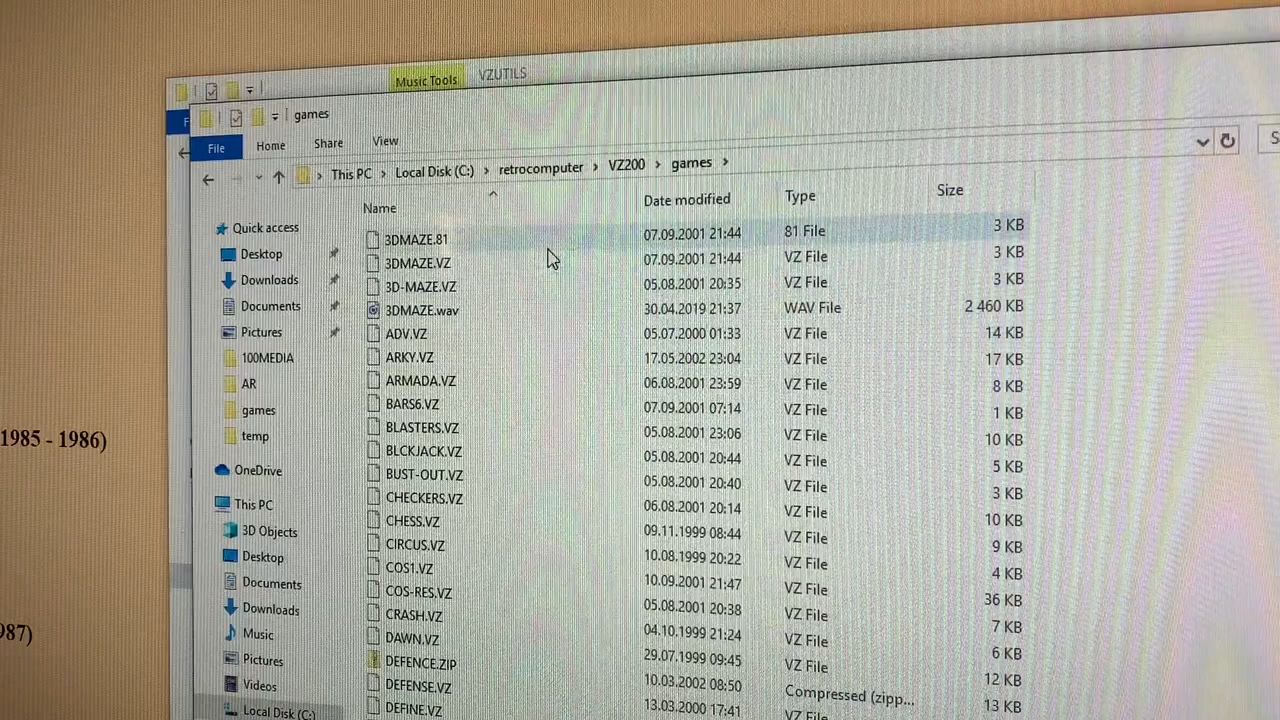 Music Tools VZUTILS
games
File Home Share View
This PC Local Disk (C:) retrocomputer VZ200 games
Name Date modified Type Size
Quick access
Desktop
Downloads
Documents
Pictures
100MEDIA
AR
games
temp
OneDrive
This PC
3D Objects
Desktop
Documents
Downloads
Music
Pictures
Videos
Local Disk (C:)
3DMAZE.81 07.09.2001 21:44 81 File 3 KB
3DMAZE.VZ 07.09.2001 21:44 VZ File 3 KB
3D-MAZE.VZ 05.08.2001 20:35 VZ File 3 KB
3DMAZE.wav 30.04.2019 21:37 WAV File 2 460 KB
ADV.VZ 05.07.2000 01:33 VZ File 14 KB
ARKY.VZ 17.05.2002 23:04 VZ File 17 KB
ARMADA.VZ 06.08.2001 23:59 VZ File 8 KB
BARS6.VZ 07.09.2001 07:14 VZ File 1 KB
BLASTERS.VZ 05.08.2001 23:06 VZ File 10 KB
BLCKJACK.VZ 05.08.2001 20:44 VZ File 5 KB
BUST-OUT.VZ 05.08.2001 20:40 VZ File 3 KB
CHECKERS.VZ 06.08.2001 20:14 VZ File 10 KB
CHESS.VZ 09.11.1999 08:44 VZ File 9 KB
CIRCUS.VZ 10.08.1999 20:22 VZ File 4 KB
COS1.VZ 10.09.2001 21:47 VZ File 36 KB
COS-RES.VZ 05.08.2001 20:38 VZ File 7 KB
CRASH.VZ 04.10.1999 21:24 VZ File 6 KB
DAWN.VZ 29.07.1999 09:45 VZ File 12 KB
DEFENCE.ZIP 10.03.2002 08:50 Compressed (zipp... 13 KB
DEFENSE.VZ 13.03.2000 17:41 VZ File
DEFINE.VZ
1985 - 1986)
987)